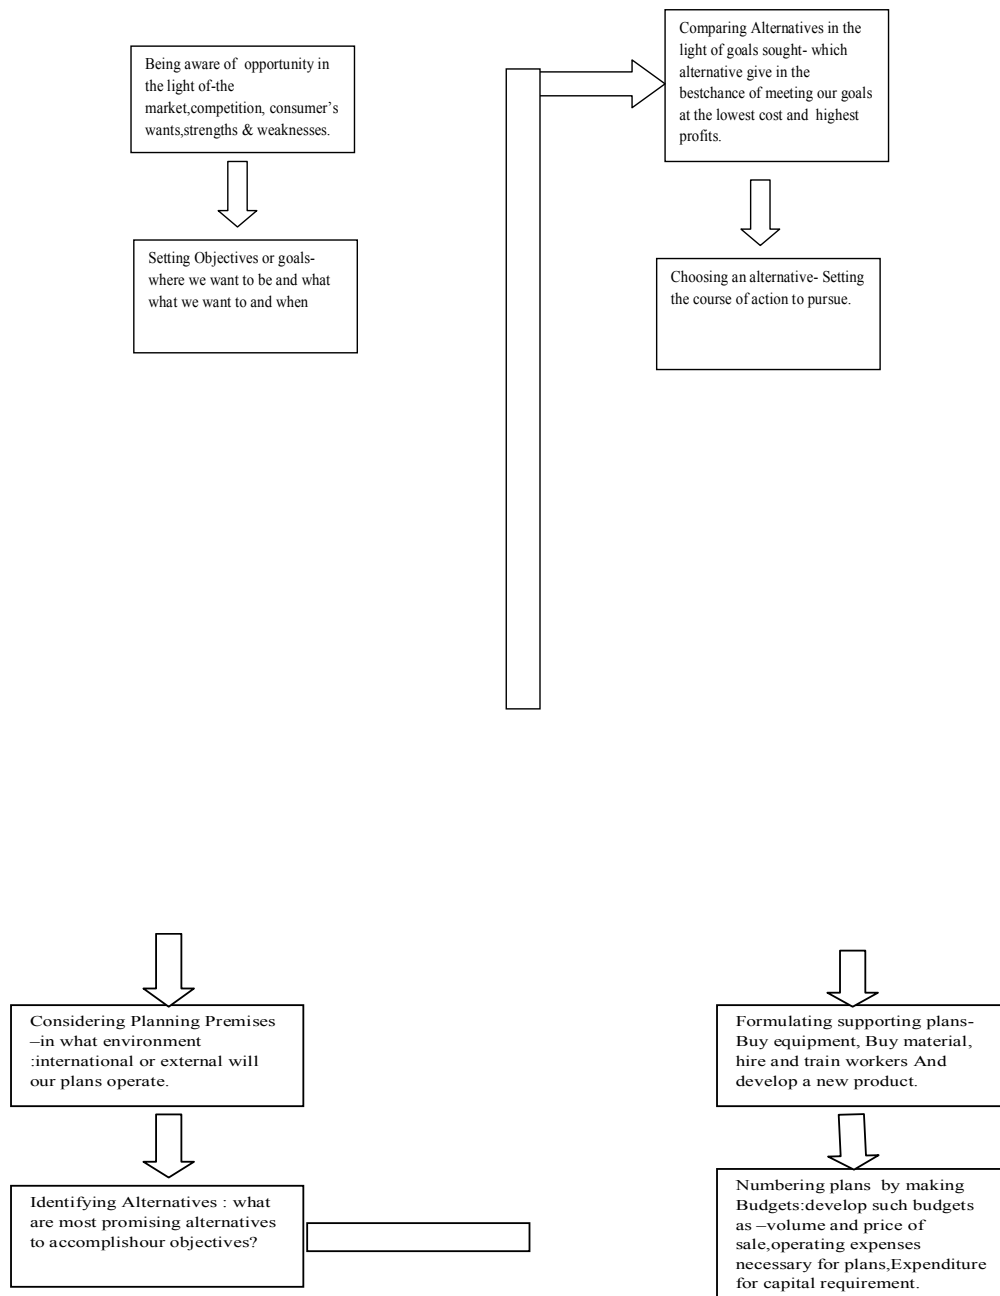 Being aware of opportunity in
the light of-the
market,competition, consumer's
wants,strengths & weaknesses.
Setting Objectives or goals-
where we want to be and what
what we want to and when
Considering Planning Premises
–in what environment
:international or external will
our plans operate.
Identifying Alternatives : what
are most promising alternatives
to accomplishour objectives?
Comparing Alternatives in the
light of goals sought- which
alternative give in the
bestchance of meeting our goals
at the lowest cost and highest
profits.
Choosing an alternative- Setting
the course of action to pursue.
Formulating supporting plans-
Buy equipment, Buy material,
hire and train workers And
develop a new product.
Numbering plans by making
Budgets:develop such budgets
as –volume and price of
sale,operating expenses
necessary for plans,Expenditure
for capital requirement.